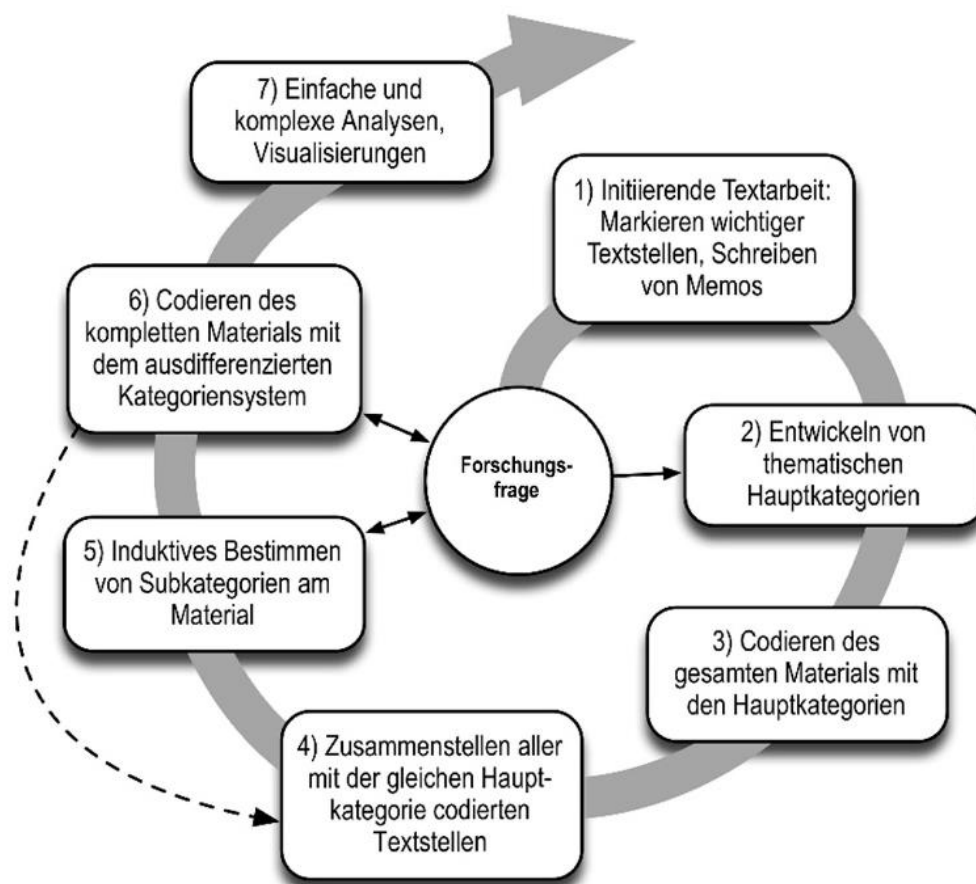 7) Einfache und
komplexe Analysen,
Visualisierungen
1) Initiierende Textarbeit:
Markieren wichtiger
Textstellen, Schreiben
von Memos
6) Codieren des
kompletten Materials mit
dem ausdifferenzierten
Kategoriensystem
Forschungs-
frage
2) Entwickeln von
thematischen
Hauptkategorien
5) Induktives Bestimmen
von Subkategorien am
Material
3) Codieren des
gesamten Materials mit
den Hauptkategorien
4) Zusammenstellen aller
mit der gleichen Haupt-
kategorie codierten
Textstellen